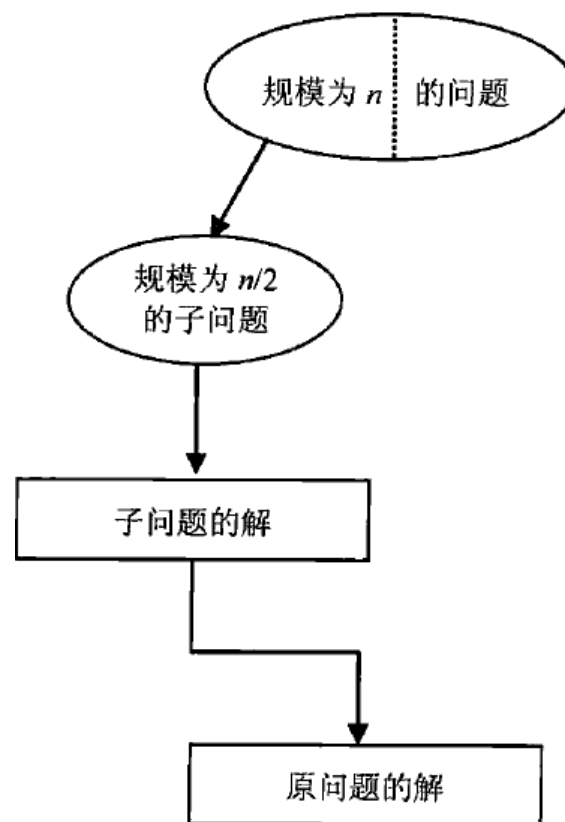 规模为 n 的问题
规模为 n/2
的子问题
子问题的解
原问题的解